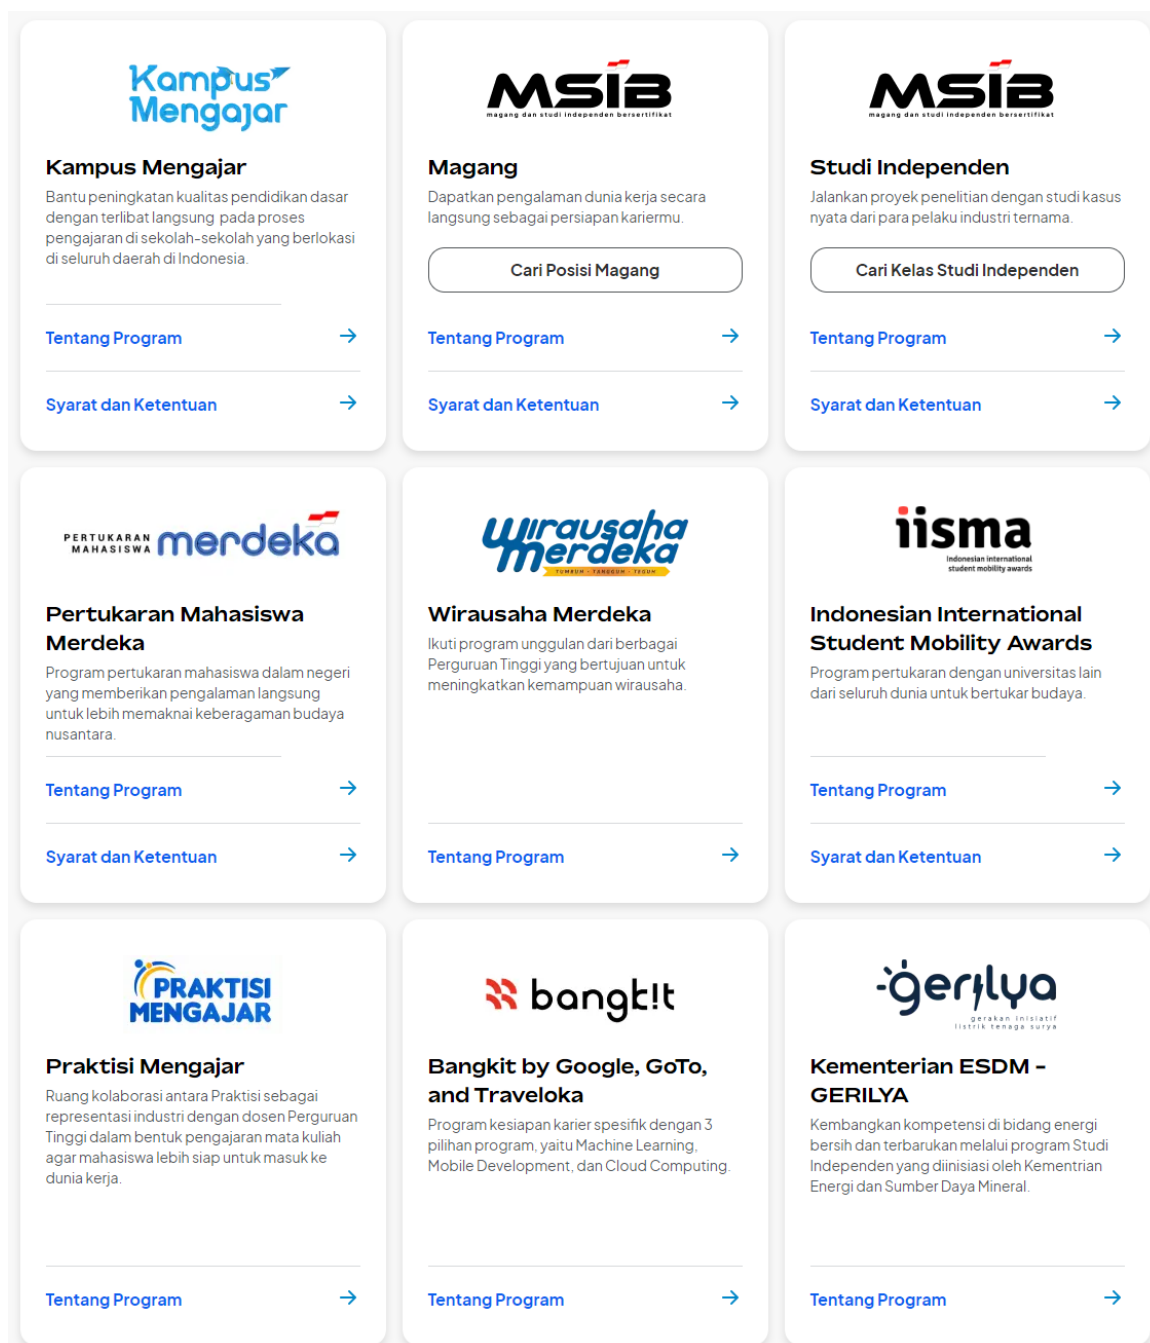 Kampus
Mengajar
Kampus Mengajar
Bantu peningkatan kualitas pendidikan dasar
dengan terlibat langsung pada proses
pengajaran di sekolah-sekolah yang berlokasi
di seluruh daerah di Indonesia.
Tentang Program
Syarat dan Ketentuan
MSIB
magang dan studi independen bersertifikat
Magang
Dapatkan pengalaman dunia kerja secara
langsung sebagai persiapan kariermu.
Cari Posisi Magang
Tentang Program
Syarat dan Ketentuan
MSIB
magang dan studi independen bersertifikat
Studi Independen
Jalankan proyek penelitian dengan studi kasus
nyata dari para pelaku industri ternama.
Cari Kelas Studi Independen
Tentang Program
Syarat dan Ketentuan
PERTUKARAN
MAHASISWA
merdeka
Pertukaran Mahasiswa
Merdeka
Program pertukaran mahasiswa dalam negeri
yang memberikan pengalaman langsung
untuk lebih memaknai keberagaman budaya
nusantara.
Tentang Program
Syarat dan Ketentuan
Wirausaha
merdeka
TUMBUH - TANGGUH - TEGUH
Wirausaha Merdeka
Ikuti program unggulan dari berbagai
Perguruan Tinggi yang bertujuan untuk
meningkatkan kemampuan wirausaha.
Tentang Program
iisma
Indonesian international
student mobility awards
Indonesian International
Student Mobility Awards
Program pertukaran dengan universitas lain
dari seluruh dunia untuk bertukar budaya.
Tentang Program
Syarat dan Ketentuan
PRAKTISI
MENGAJAR
Praktisi Mengajar
Ruang kolaborasi antara Praktisi sebagai
representasi industri dengan dosen Perguruan
Tinggi dalam bentuk pengajaran mata kuliah
agar mahasiswa lebih siap untuk masuk ke
dunia kerja.
Tentang Program
bangk!t
Bangkit by Google, GoTo,
and Traveloka
Program kesiapan karier spesifik dengan 3
pilihan program, yaitu Machine Learning,
Mobile Development, dan Cloud Computing.
Tentang Program
gerilya
gerakan inisiatif
listrik tenaga surya
Kementerian ESDM -
GERILYA
Kembangkan kompetensi di bidang energi
bersih dan terbarukan melalui program Studi
Independen yang diinisiasi oleh Kementrian
Energi dan Sumber Daya Mineral.
Tentang Program